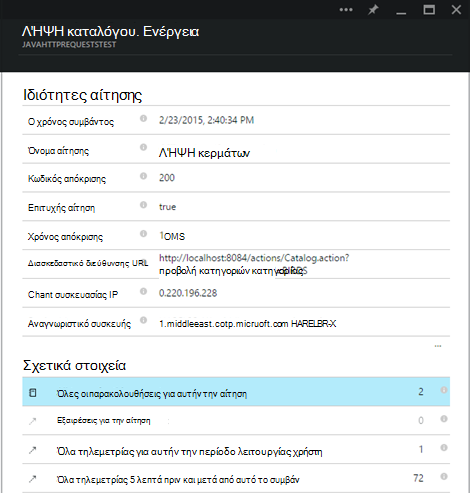 ΛΉΨΗ καταλόγου. Ενέργεια
JAVAHTTPREQUESTSTEST
Ιδιότητες αίτησης
Ο χρόνος συμβάντος 2/23/2015, 2:40:34 PM
Όνομα αίτησης ΛΉΨΗ κερμάτων
Κωδικός απόκρισης 200
Επιτυχής αίτηση true
Χρόνος απόκρισης 1OMS
Διασκεδαστικό διεύθυνσης URL http://localhost:8084/actions/Catalog.action?
προβολή κατηγοριών
Chant συσκευασίας IP 0.220.196.228
Αναγνωριστικό συσκευής 1.middleeast.cotp.micruoft.com HARELBR-X
Σχετικά στοιχεία
Όλες οιπαρακολουθήσεις για αυτήν την αίτηση 2
Εξαιρέσεις για την αίτηση 0
Όλα τηλεμετρίας για αυτήν την περίοδο λειτουργίας χρήστη 1
Όλα τηλεμετρίας 5 λεπτά πριν και μετά από αυτό το συμβάν 72